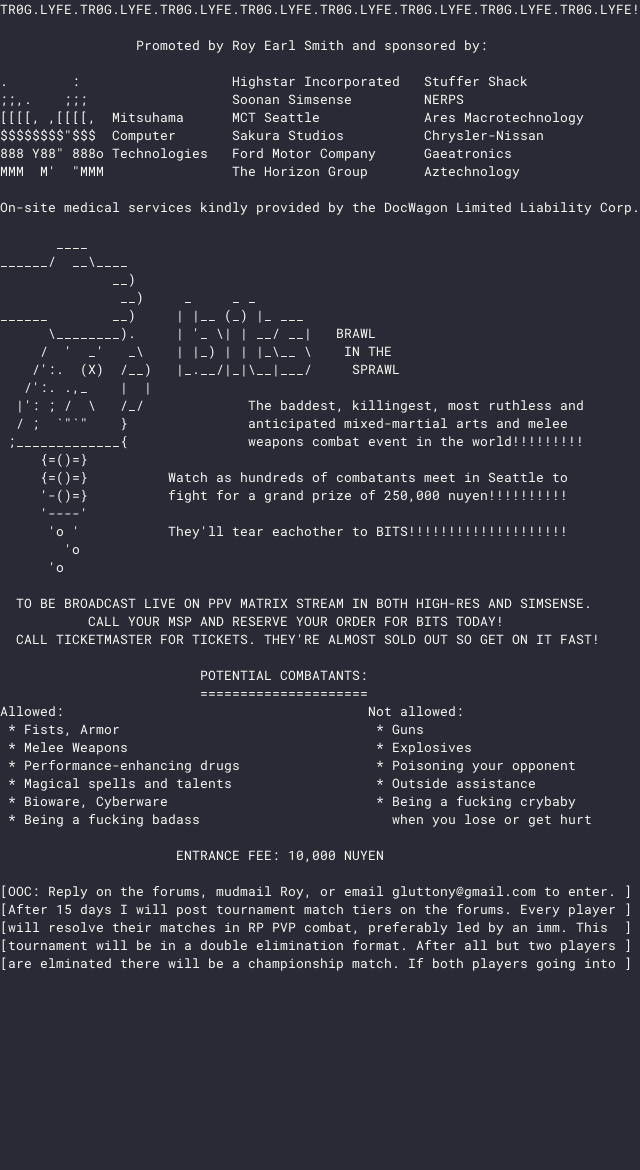 TR0G.LYFE.TR0G.LYFE.TR0G.LYFE.TR0G.LYFE.TR0G.LYFE.TR0G.LYFE.TR0G.LYFE.TR0G.LYFE!
Promoted by Roy Earl Smith and sponsored by:
Highstar Incorporated Stuffer Shack
Soonan Simsense NERPS
Mitsuhama MCT Seattle Ares Macrotechnology
Computer Sakura Studios Chrysler-Nissan
Technologies Ford Motor Company Gaeatronics
The Horizon Group Aztechnology
On-site medical services kindly provided by the DocWagon Limited Liability Corp.
bits
BRAWL
IN THE
SPRAWL
The baddest, killingest, most ruthless and
anticipated mixed-martial arts and melee
weapons combat event in the world!!!!!!!!!
Watch as hundreds of combatants meet in Seattle to
fight for a grand prize of 250,000 nuyen!!!!!!!!!!
They'll tear eachother to BITS!!!!!!!!!!!!!!!!!!!!
TO BE BROADCAST LIVE ON PPV MATRIX STREAM IN BOTH HIGH-RES AND SIMSENSE.
CALL YOUR MSP AND RESERVE YOUR ORDER FOR BITS TODAY!
CALL TICKETMASTER FOR TICKETS. THEY'RE ALMOST SOLD OUT SO GET ON IT FAST!
POTENTIAL COMBATANTS:
=====================
Allowed: Not allowed:
* Fists, Armor * Guns
* Melee Weapons * Explosives
* Performance-enhancing drugs * Poisoning your opponent
* Magical spells and talents * Outside assistance
* Bioware, Cyberware * Being a fucking crybaby
* Being a fucking badass when you lose or get hurt
ENTRANCE FEE: 10,000 NUYEN
[OOC: Reply on the forums, mudmail Roy, or email gluttony@gmail.com to enter. ]
[After 15 days I will post tournament match tiers on the forums. Every player ]
[will resolve their matches in RP PVP combat, preferably led by an imm. This ]
[tournament will be in a double elimination format. After all but two players ]
[are elminated there will be a championship match. If both players going into ]